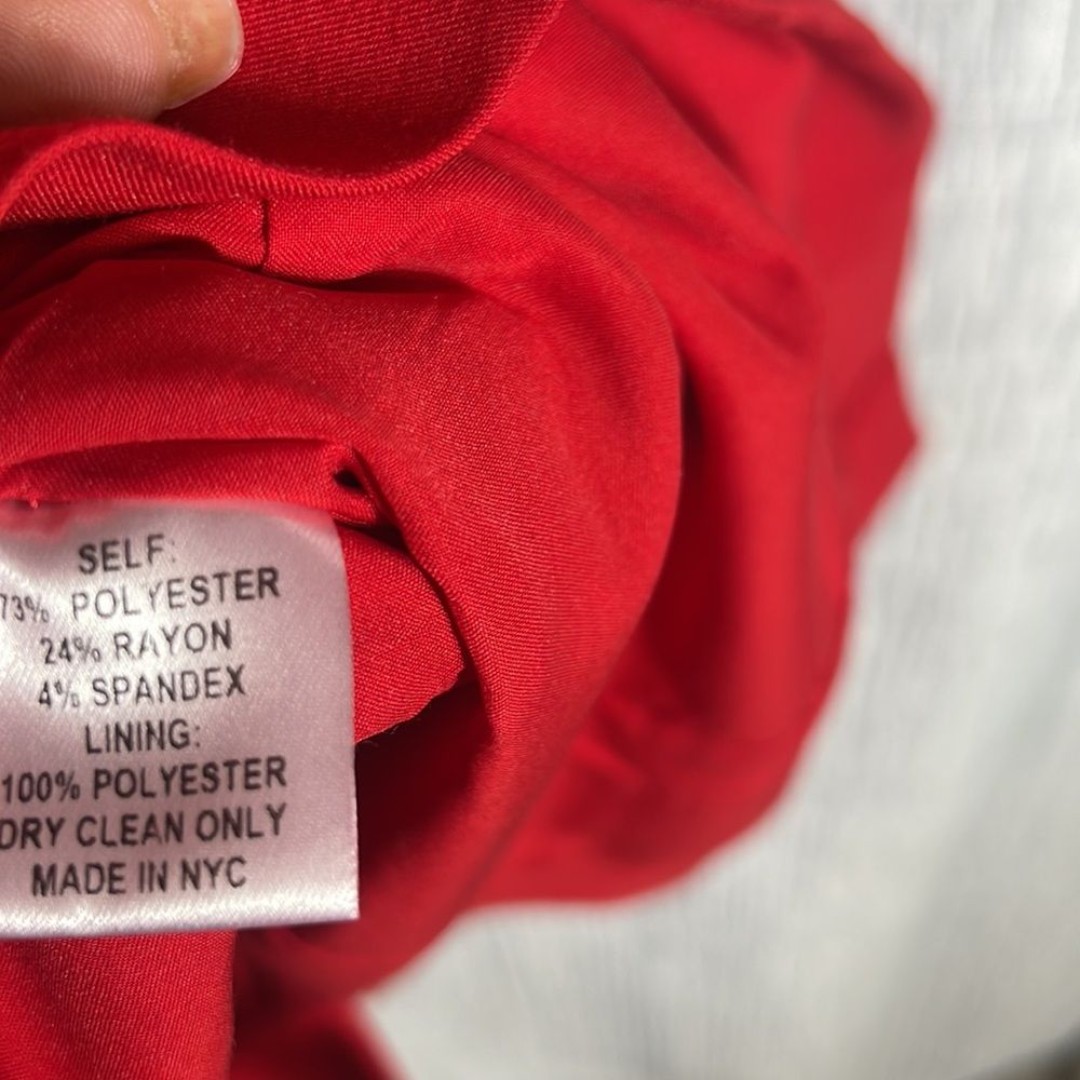 SELF:
73% POLYESTER
24% RAYON
4% SPANDEX
LINING:
100% POLYESTER
DRY CLEAN ONLY
MADE IN NYC